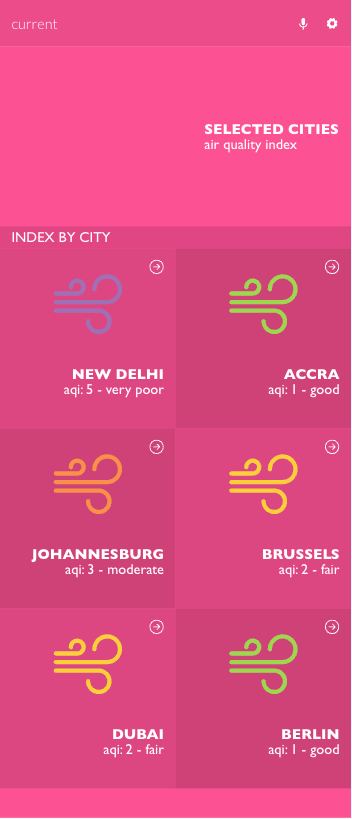 current
SELECTED CITIES
air quality index
INDEX BY CITY
NEW DELHI
aqi: 5 - very poor
ACCRA
aqi: 1 - good
JOHANNESBURG
aqi: 3 - moderate
BRUSSELS
aqi: 2 - fair
DUBAI
aqi: 2 - fair
BERLIN
aqi: 1 - good